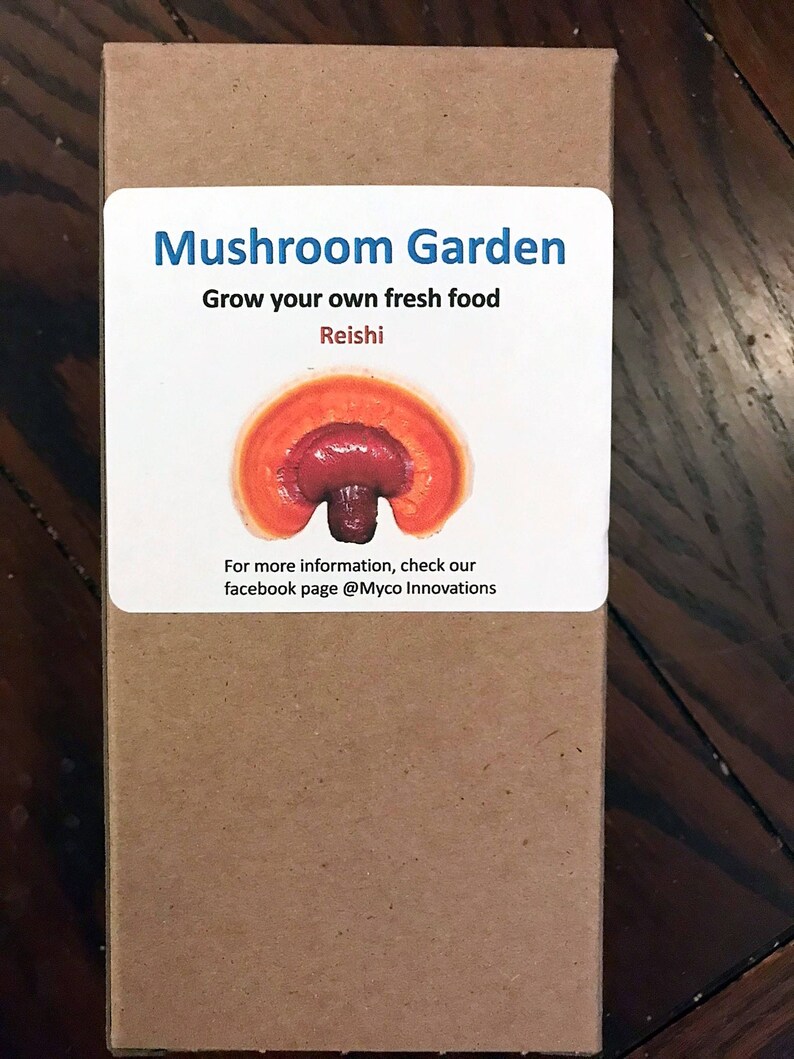 Mushroom Garden
Grow your own fresh food
Reishi
For more information, check our
facebook page @Myco Innovations